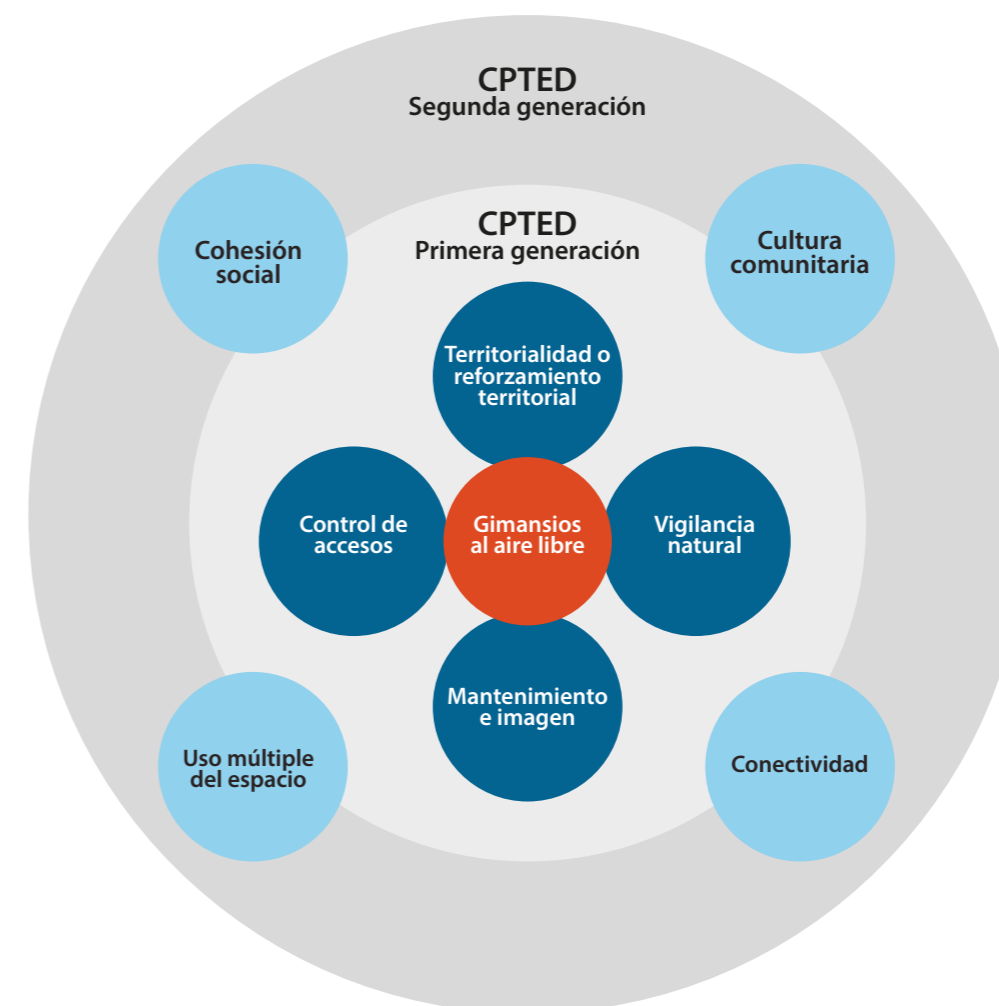 CPTED
Segunda generación
Cohesión
social
Cultura
comunitaria
CPTED
Primera generación
Territorialidad o
reforzamiento
territorial
Control de
accesos
Gimansios
al aire libre
Vigilancia
natural
Mantenimiento
e imagen
Uso múltiple
del espacio
Conectividad